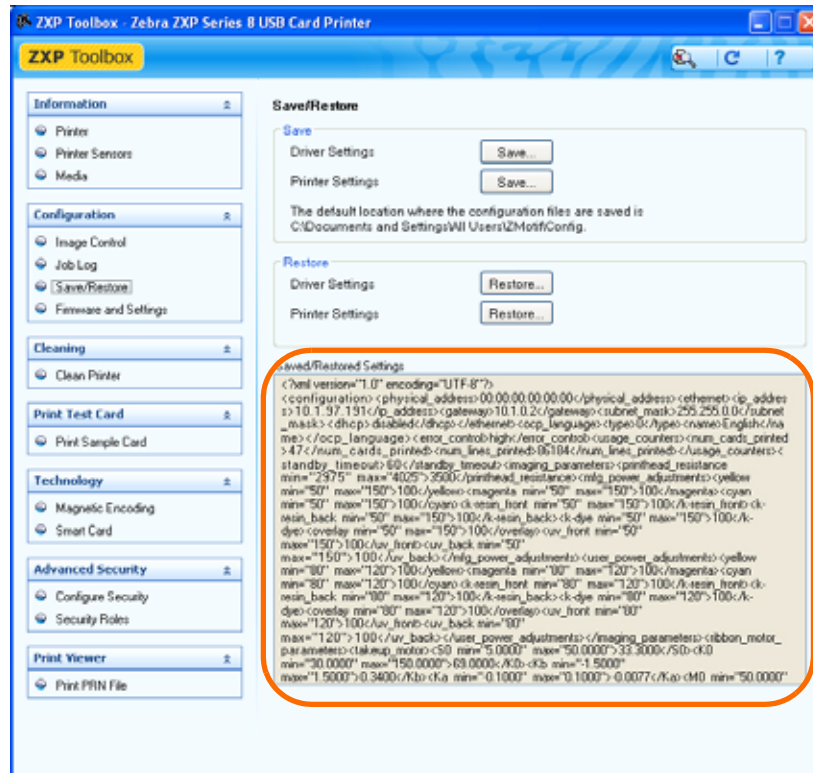 ZXP Toolbox - Zebra ZXP Series 8 USB Card Printer
ZXP Toolbox
Information
Printer
Printer Sensors
Media
Configuration
Image Control
Job Log
Save/Restore
Firmware and Settings
Cleaning
Clean Printer
Print Test Card
Print Sample Card
Technology
Magnetic Encoding
Smart Card
Advanced Security
Configure Security
Security Roles
Print Viewer
Print PRN File
Save/Restore
Save
Driver Settings
Save...
Printer Settings
Save...
The default location where the configuration files are saved is
C:\Documents and Settings\All Users\ZMotif\Config.
Restore
Driver Settings
Restore...
Printer Settings
Restore...
Saved/Restored Settings
<?xml version="1.0" encoding="UTF-8"?>
<configuration><physical_address>00:00:00:00:00:00</physical_address><ethernet><ip_addres
s>10.1.97.191</ip_address><gateway>10.1.0.2</gateway><subnet_mask>255.255.0.0</subnet
_mask><dhcp>disabled</dhcp></ethernet><ocp_language><type>0</type><name>English</na
me></ocp_language><error_control>high</error_control><usage_counters><num_cards_printed
>47</num_cards_printed><num_lines_printed>86184</num_lines_printed></usage_counters><
standby_timeout>60</standby_timeout><imaging_parameters><printhead_resistance
min="2975" max="4025">3500</printhead_resistance><mfg_power_adjustments><yellow
min="50" max="150">100</yellow><magenta min="50" max="150">100</magenta><cyan
min="50" max="150">100</cyan><k-resin_front min="50" max="150">100</k-resin_front><k-
resin_back min="50" max="150">100</k-resin_back><k-dye min="50" max="150">100</k-
dye><overlay min="50" max="150">100</overlay><uv_front min="50"
max="150">100</uv_front><uv_back min="50"
max="150">100</uv_back></mfg_power_adjustments><user_power_adjustments><yellow
min="80" max="120">100</yellow><magenta min="80" max="120">100</magenta><cyan
min="80" max="120">100</cyan><k-resin_front min="80" max="120">100</k-resin_front><k-
resin_back min="80" max="120">100</k-resin_back><k-dye min="80" max="120">100</k-
dye><overlay min="80" max="120">100</overlay><uv_front min="80"
max="120">100</uv_front><uv_back min="80"
max="120">100</uv_back></user_power_adjustments></imaging_parameters><ribbon_motor_
parameters><takeup_motor><S0 min="5.0000" max="50.0000">33.3000</S0><K0
min="30.0000" max="150.0000">69.0000</K0><Kb min="-1.5000"
max="1.5000">0.3400</Kb><Ka min="-0.1000" max="0.1000">-0.0077</Ka><M0 min="50.0000"